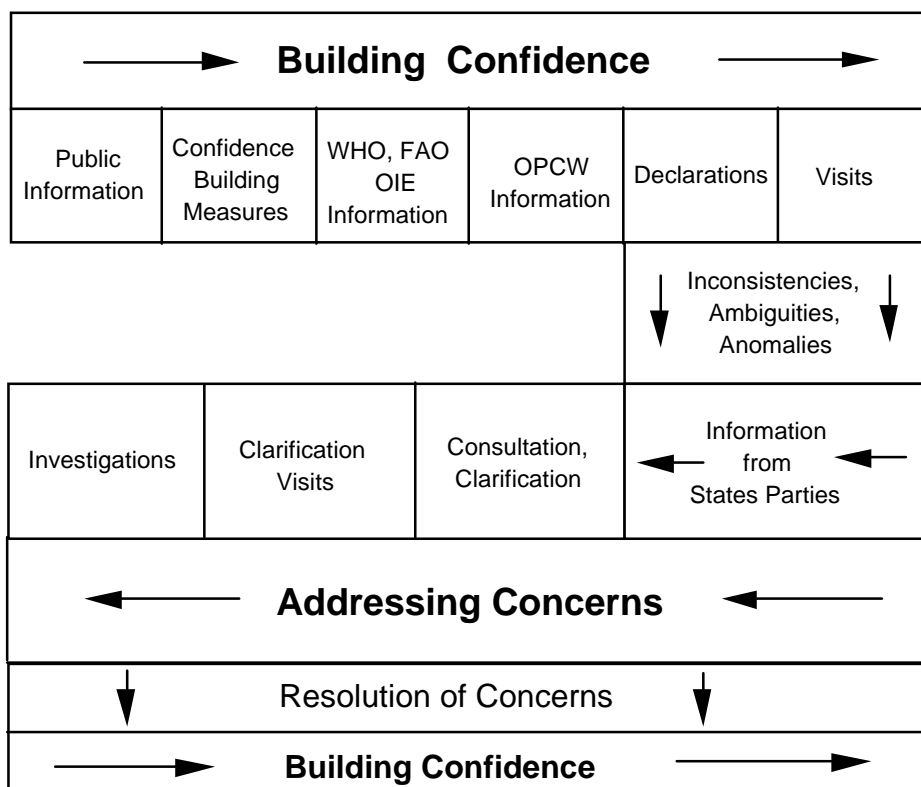 Building Confidence
Public
Information
Confidence
Building
Measures
WHO, FAO
OIE
Information
OPCW
Information
Declarations
Visits
Inconsistencies,
Ambiguities,
Anomalies
Investigations
Clarification
Visits
Consultation,
Clarification
Information
from
States Parties
Addressing Concerns
Resolution of Concerns
Building Confidence